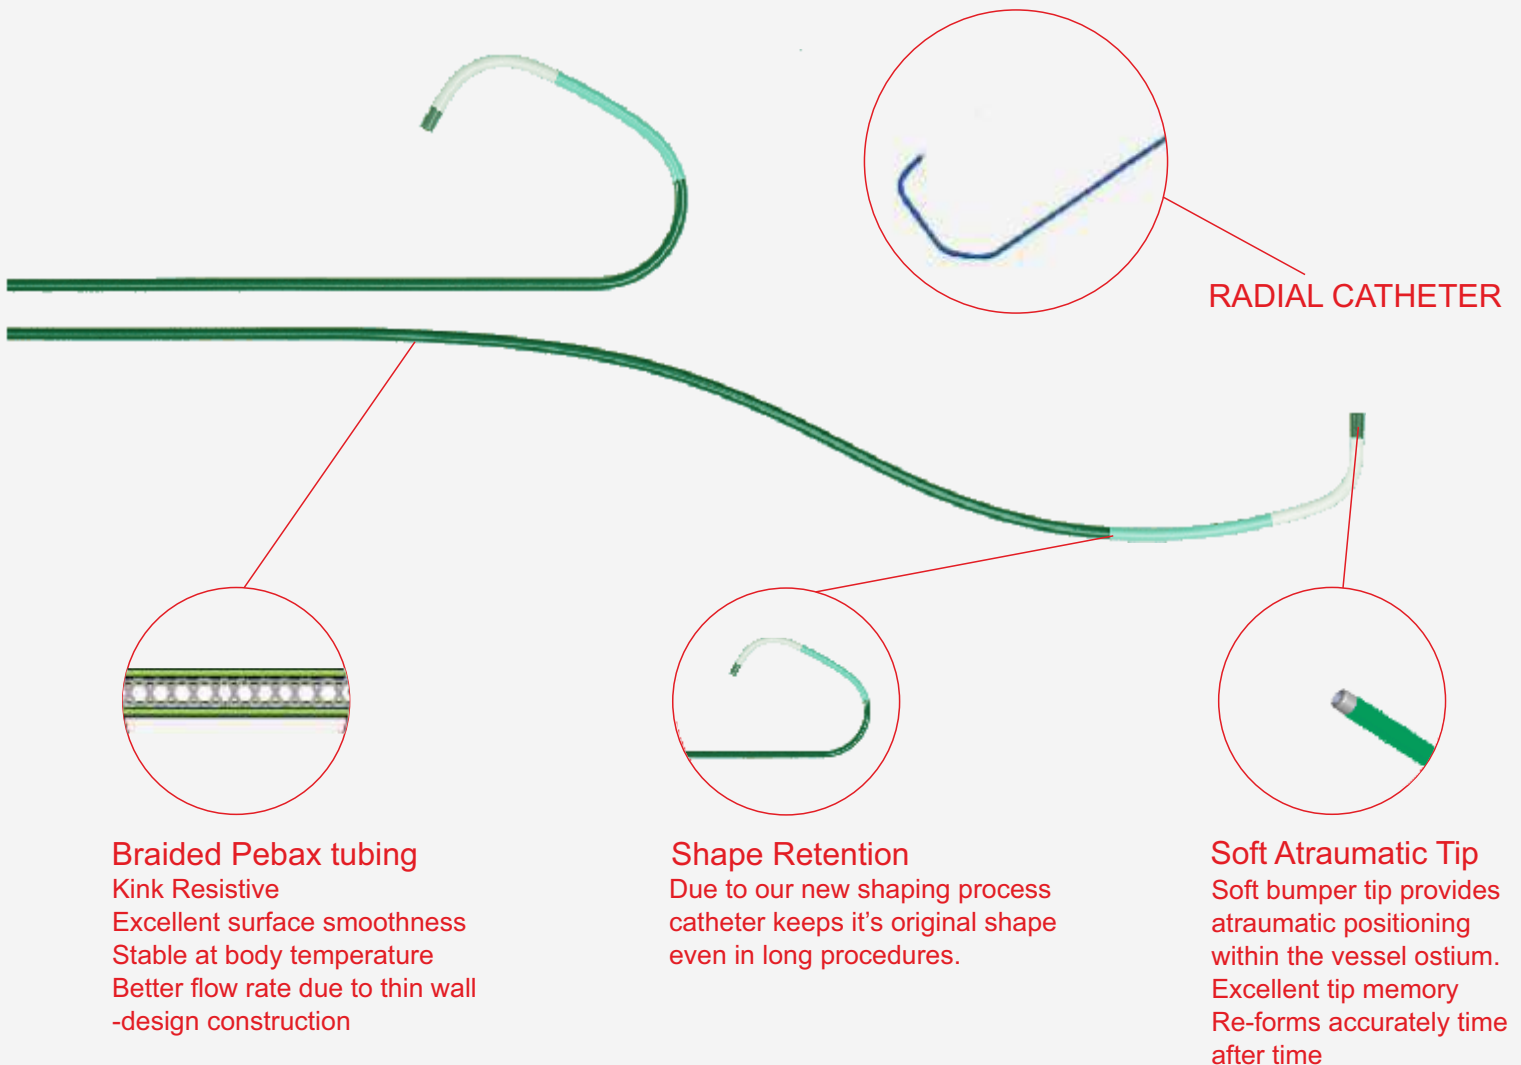 RADIAL CATHETER
Braided Pebax tubing
Kink Resistive
Excellent surface smoothness
Stable at body temperature
Better flow rate due to thin wall
-design construction
Shape Retention
Due to our new shaping process
catheter keeps it's original shape
even in long procedures.
Soft Atraumatic Tip
Soft bumper tip provides
atraumatic positioning
within the vessel ostium.
Excellent tip memory
Re-forms accurately time
after time